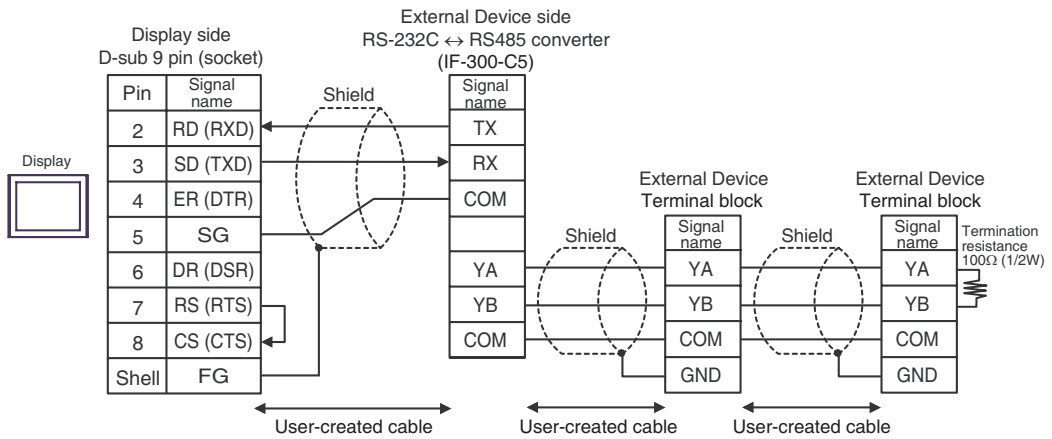 External Device side
RS-232C ↔ RS485 converter
(IF-300-C5)
Display side
D-sub 9 pin (socket)
Display
Pin Signal name
2 RD (RXD)
3 SD (TXD)
4 ER (DTR)
5 SG
6 DR (DSR)
7 RS (RTS)
8 CS (CTS)
Shell FG
Shield
Signal name
TX
RX
COM
YA
YB
COM
Shield
External Device
Terminal block
Signal name
YA
YB
COM
GND
Shield
External Device
Terminal block
Signal name
YA
YB
COM
GND
Termination
resistance
100Ω (1/2W)
User-created cable
User-created cable
User-created cable